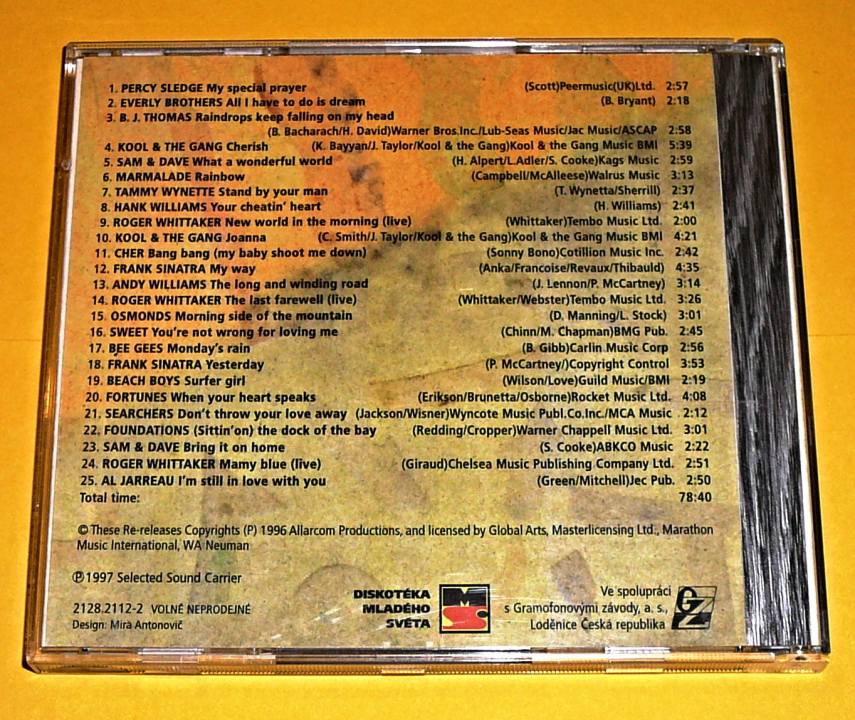 1. PERCY SLEDGE My special prayer (Scott)Peermusic(UK)Ltd. 2:57
2. EVERLY BROTHERS All I have to do is dream (B. Bryant) 2:18
3. B. J. THOMAS Raindrops keep falling on my head
(B. Bacharach/H. David)Warner Bros.Inc./Lub-Seas Music/Jac Music/ASCAP 2:58
4. KOOL & THE GANG Cherish (K. Bayyan/J. Taylor/Kool & the Gang)Kool & the Gang Music BMI 5:39
5. SAM & DAVE What a wonderful world (H. Alpert/L.Adler/S. Cooke)Kags Music 2:59
6. MARMALADE Rainbow (Campbell/McAlleese)Walrus Music 3:13
7. TAMMY WYNETTE Stand by your man (T. Wynetta/Sherrill) 2:37
8. HANK WILLIAMS Your cheatin' heart (H. Williams) 2:41
9. ROGER WHITTAKER New world in the morning (live) (Whittaker)Tembo Music Ltd. 2:00
10. KOOL & THE GANG Joanna (C. Smith/J. Taylor/Kool & the Gang)Kool & the Gang Music BMI 4:21
11. CHER Bang bang (my baby shoot me down) (Sonny Bono)Cotillion Music Inc. 2:42
12. FRANK SINATRA My way (Anka/Francoise/Revaux/Thibauld) 4:35
13. ANDY WILLIAMS The long and winding road (J. Lennon/P. McCartney) 3:14
14. ROGER WHITTAKER The last farewell (live) (Whittaker/Webster)Tembo Music Ltd. 3:26
15. OSMONDS Morning side of the mountain (D. Manning/L. Stock) 3:01
16. SWEET You're not wrong for loving me (Chinn/M. Chapman)BMG Pub. 2:45
17. BEE GEES Monday's rain (B. Gibb)Carlin Music Corp 2:56
18. FRANK SINATRA Yesterday (P. McCartney/)Copyright Control 3:53
19. BEACH BOYS Surfer girl (Wilson/Love)Guild Music/BMI 2:19
20. FORTUNES When your heart speaks (Erikson/Brunetta/Osborne)Rocket Music Ltd. 4:08
21. SEARCHERS Don't throw your love away (Jackson/Wisner)Wyncote Music Publ.Co.Inc./MCA Music 2:12
22. FOUNDATIONS (Sittin'on) the dock of the bay (Redding/Cropper)Warner Chappell Music Ltd. 3:01
23. SAM & DAVE Bring it on home (S. Cooke)ABKCO Music 2:22
24. ROGER WHITTAKER Mamy blue (live) (Giraud)Chelsea Music Publishing Company Ltd. 2:51
25. AL JARREAU I'm still in love with you (Green/Mitchell)Jec Pub. 2:50
Total time: 78:40
© These Re-releases Copyrights (P) 1996 Allarcom Productions, and licensed by Global Arts, Masterlicensing Ltd., Marathon
Music International, WA Neuman
℗ 1997 Selected Sound Carrier
2128.2112-2 VOLNĚ NEPRODEJNÉ
Design: Mira Antonovič
DISKOTÉKA
MLADÉHO
SVĚTA
MS
Ve spolupráci
s Gramofonovými závody, a. s.,
Loděnice Česká republika
GZ